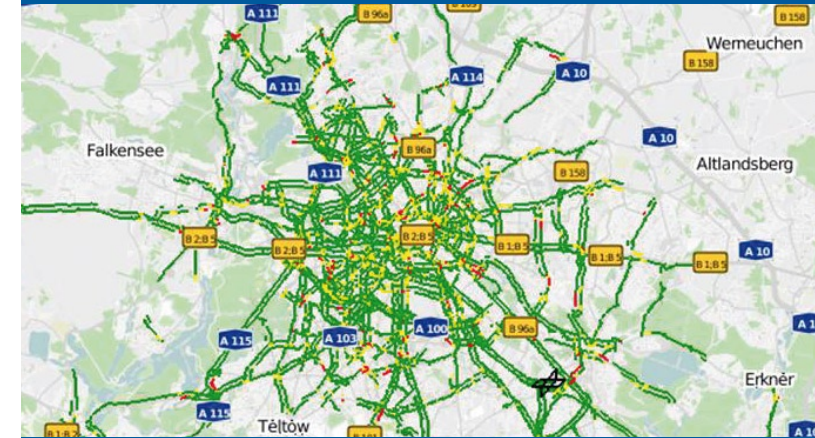 A 111
B 96a
B 158
Werneuchen
B 158
A 114
A 10
A 111
A 10
Falkensee
B 96a
Altlandsberg
A 111
B 158
B 2;B 5
B 2;B 5
B 2;B 5
B 1;B 5
B 1;B 5
A 10
B 1;B 5
A 115
A 103
A 100
B 96a
Erkner
A 115
Teltow